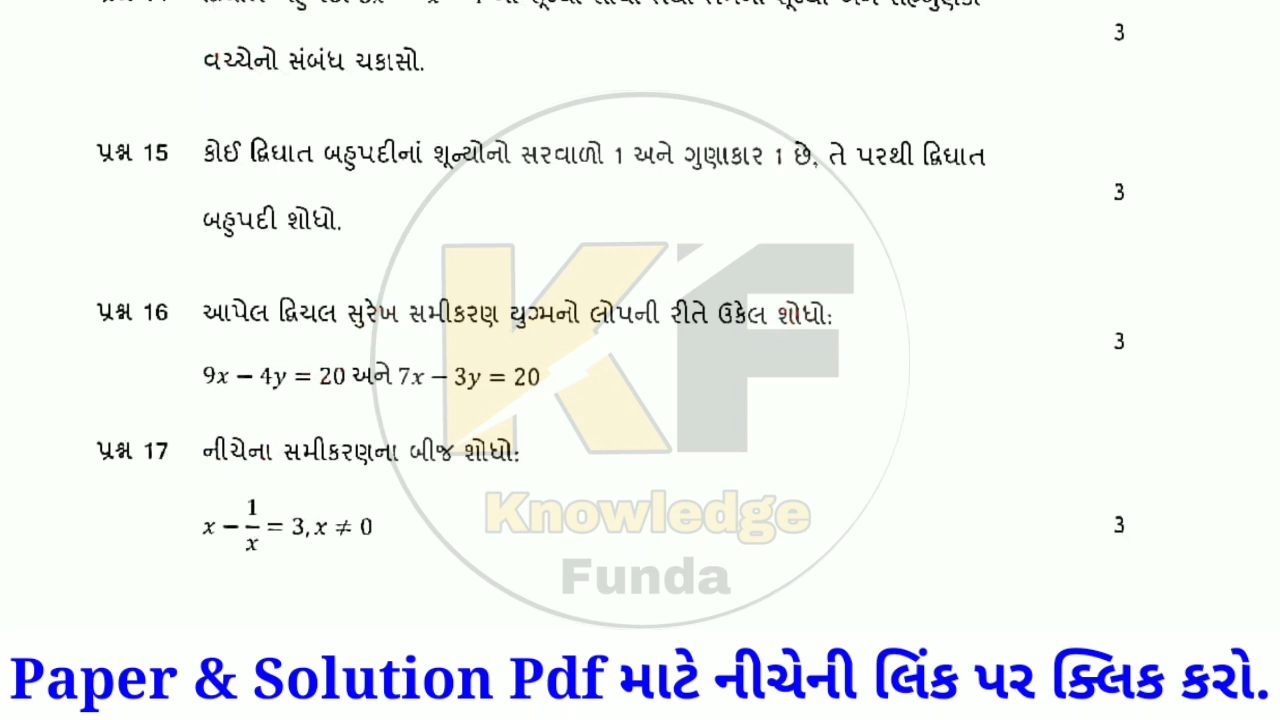 વચ્ચેનો સંબંધ ચકાસો.
3
પ્રશ્ન 15 કોઈ દ્વિઘાત બહુપદીનાં શૂન્યોનો સરવાળો 1 અને ગુણાકાર 1 છે, તે પરથી દ્વિઘાત
3
બહુપદી શોધો.
પ્રશ્ન 16 આપેલ દ્વિચલ સુરેખ સમીકરણ યુગ્મનો લોપની રીતે ઉકેલ શોધો:
3
9x − 4y = 20 અને 7x − 3y = 20
પ્રશ્ન 17 નીચેના સમીકરણના બીજ શોધો:
x − 1/x = 3, x ≠ 0
3
KF
Knowledge
Funda
Paper & Solution Pdf માટે નીચેની લિંક પર ક્લિક કરો.